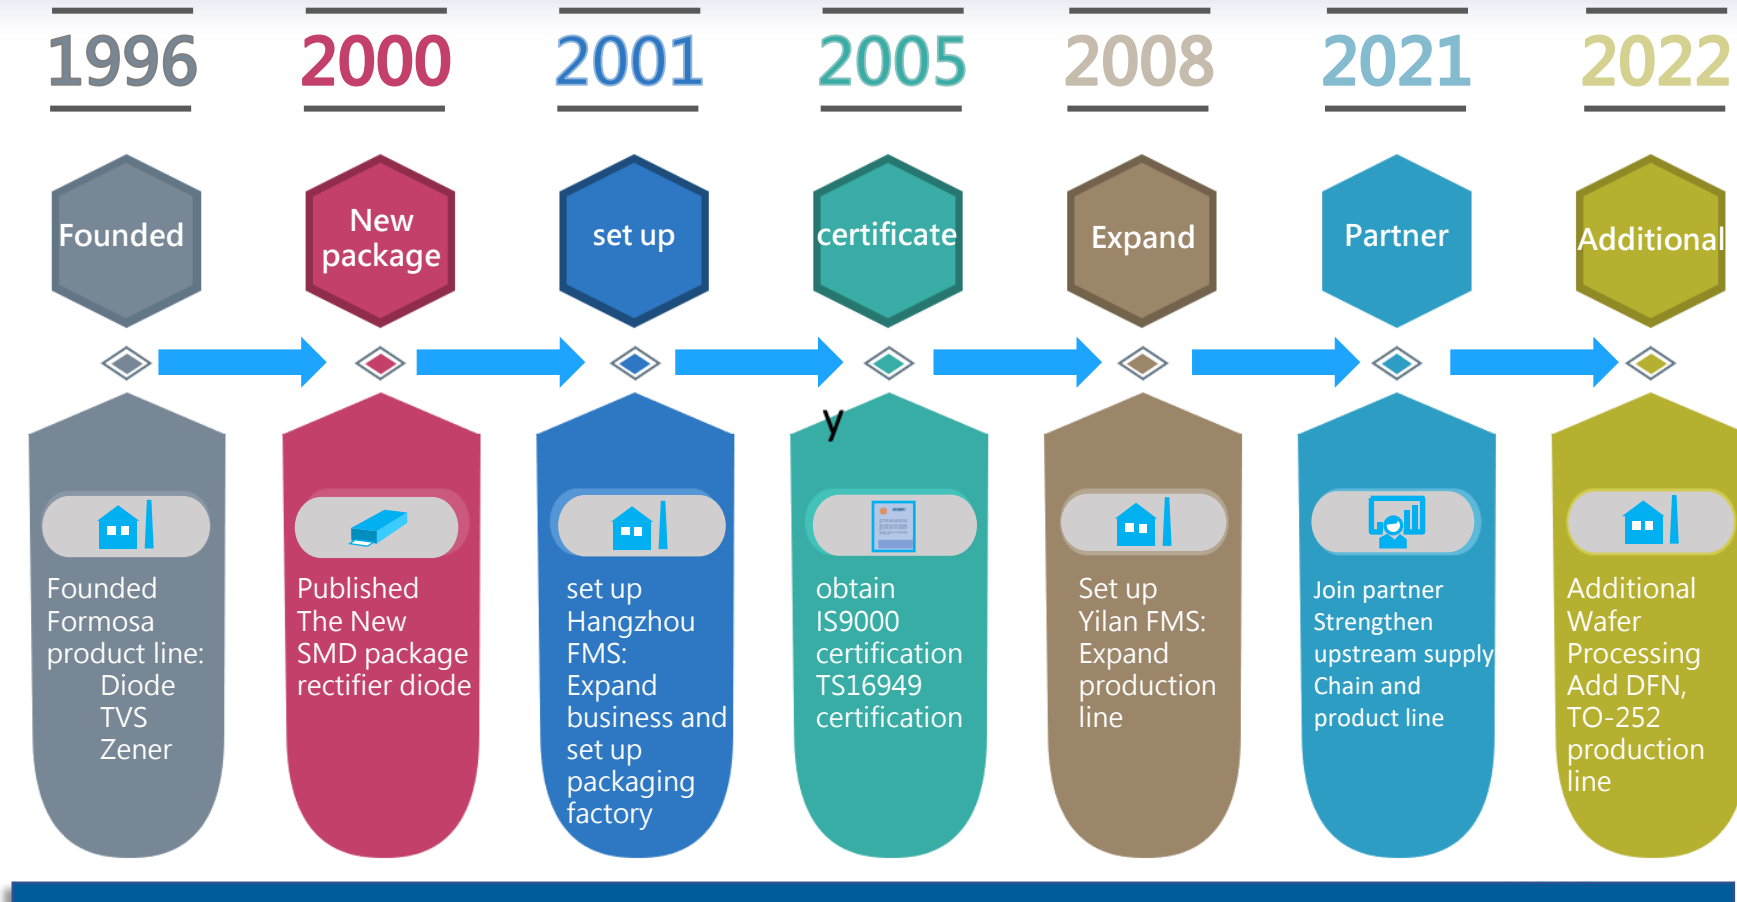 1996
2000
2001
2005
2008
2021
2022
Founded
New
package
set up
certificate
Expand
Partner
Additional
y
Founded
Formosa
product line:
Diode
TVS
Zener
Published
The New
SMD package
rectifier diode
set up
Hangzhou
FMS:
Expand
business and
set up
packaging
factory
obtain
IS9000
certification
TS16949
certification
Set up
Yilan FMS:
Expand
production
line
Join partner
Strengthen
upstream supply
Chain and
product line
Additional
Wafer
Processing
Add DFN,
TO-252
production
line